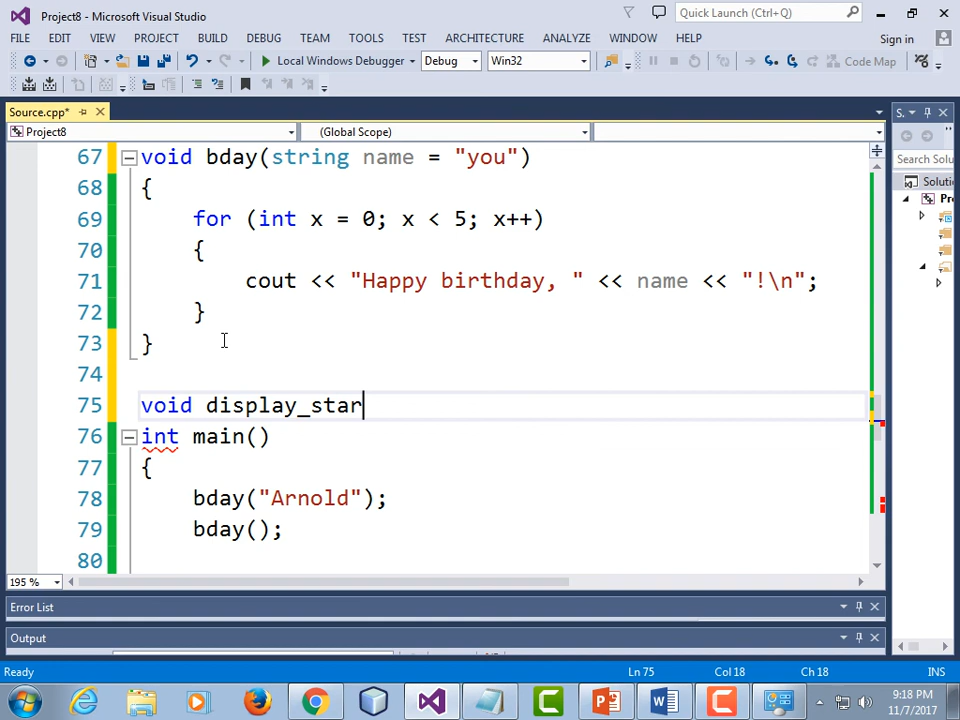 Project8 - Microsoft Visual Studio
Quick Launch (Ctrl+Q)
FILE EDIT VIEW PROJECT BUILD DEBUG TEAM TOOLS TEST ARCHITECTURE ANALYZE WINDOW HELP Sign in
Local Windows Debugger Debug Win32 Code Map
Source.cpp* S.
Project8 (Global Scope)
Search Solu
Soluti
Pr
67 void bday(string name = "you")
68 {
69 for (int x = 0; x < 5; x++)
70 {
71 cout << "Happy birthday, " << name << "!\n";
72 }
73 }
74
75 void display_star
76 int main()
77 {
78 bday("Arnold");
79 bday();
80
195 %
Error List
Output
Ready Ln 75 Col 18 Ch 18 INS
9:18 PM
11/7/2017